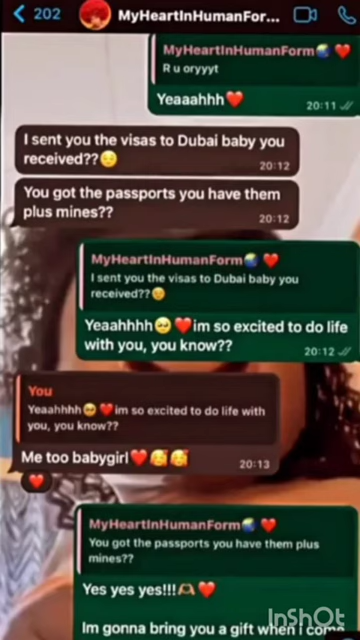 202
MyHeartInHumanFor...
MyHeartInHumanForm🌏 ❤️
R u oryyyt
Yeaaahhh❤️
20:11
I sent you the visas to Dubai baby you
received??😏
20:12
You got the passports you have them
plus mines??
20:12
MyHeartInHumanForm🌏 ❤️
I sent you the visas to Dubai baby you
received??😏
Yeaahhhh🥺❤️im so excited to do life
with you, you know??
20:12
You
Yeaahhhh🥺❤️im so excited to do life with
you, you know??
Me too babygirl❤️🥰🥰
20:13
❤️
MyHeartInHumanForm🌏 ❤️
You got the passports you have them plus
mines??
Yes yes yes!!!🫶🏽❤️
Im gonna bring you a gift when i come
InShOt